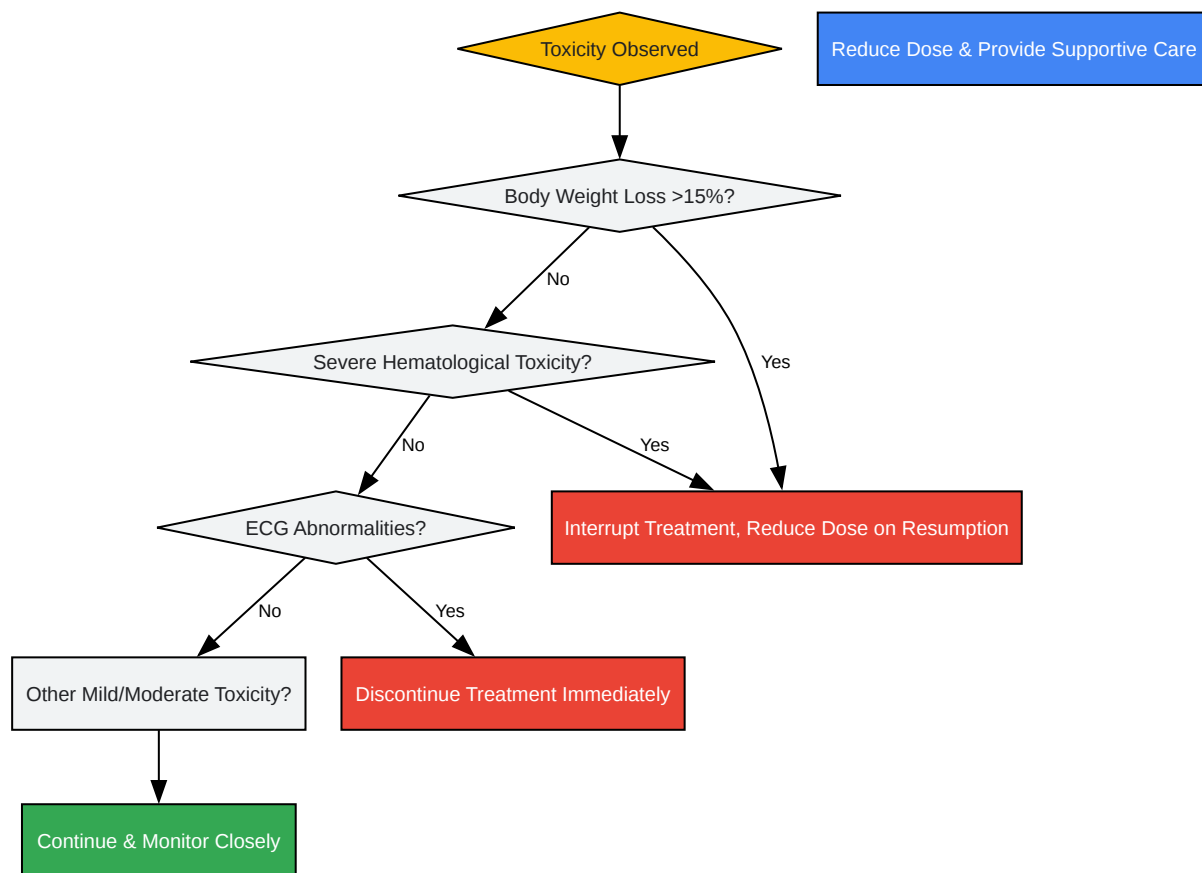 Toxicity Observed
Reduce Dose & Provide Supportive Care
Body Weight Loss >15%?
No
Yes
Severe Hematological Toxicity?
No
Yes
ECG Abnormalities?
Interrupt Treatment, Reduce Dose on Resumption
No
Yes
Other Mild/Moderate Toxicity?
Discontinue Treatment Immediately
Continue & Monitor Closely